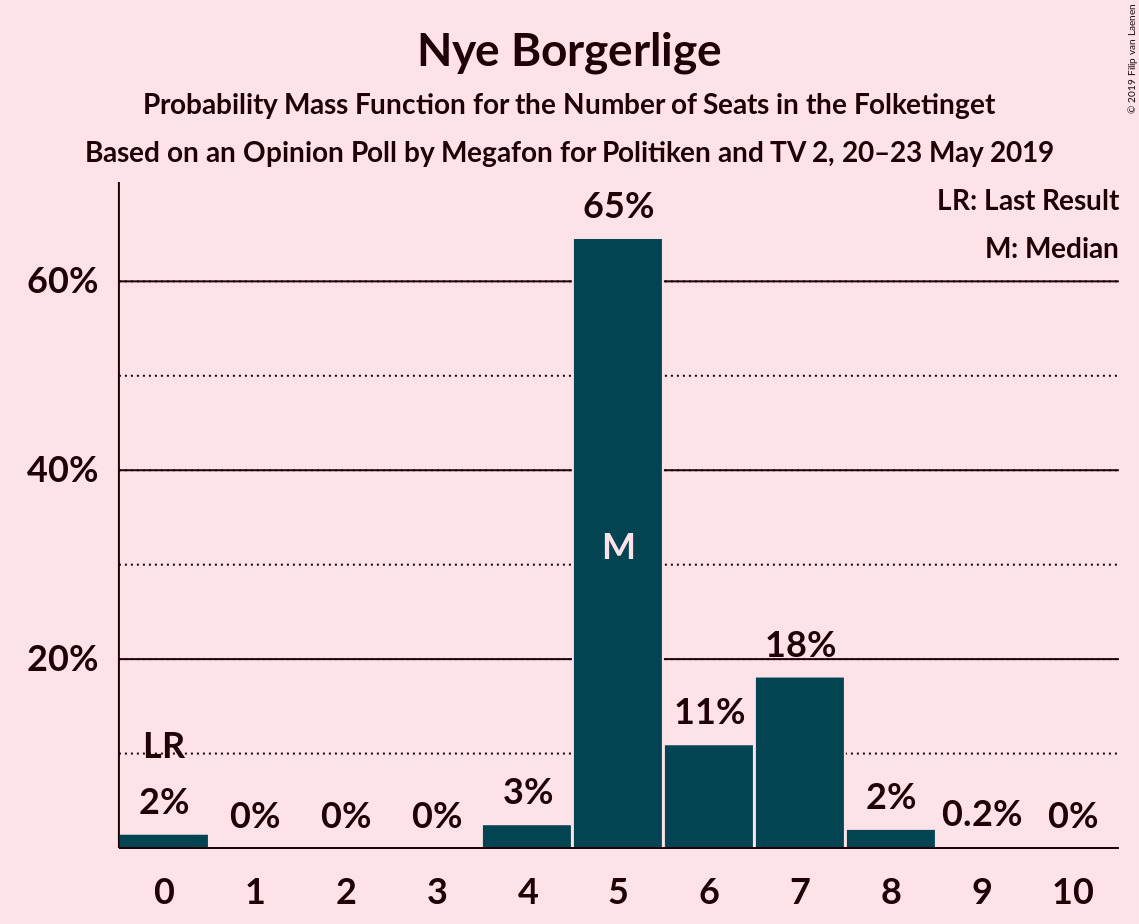 Nye Borgerlige
Probability Mass Function for the Number of Seats in the Folketinget
Based on an Opinion Poll by Megafon for Politiken and TV 2, 20–23 May 2019
© 2019 Filip van Laenen
LR: Last Result
M: Median
60%
40%
20%
LR
2%
0%
0%
0%
3%
65%
M
11%
18%
2%
0.2%
0%
0 1 2 3 4 5 6 7 8 9 10